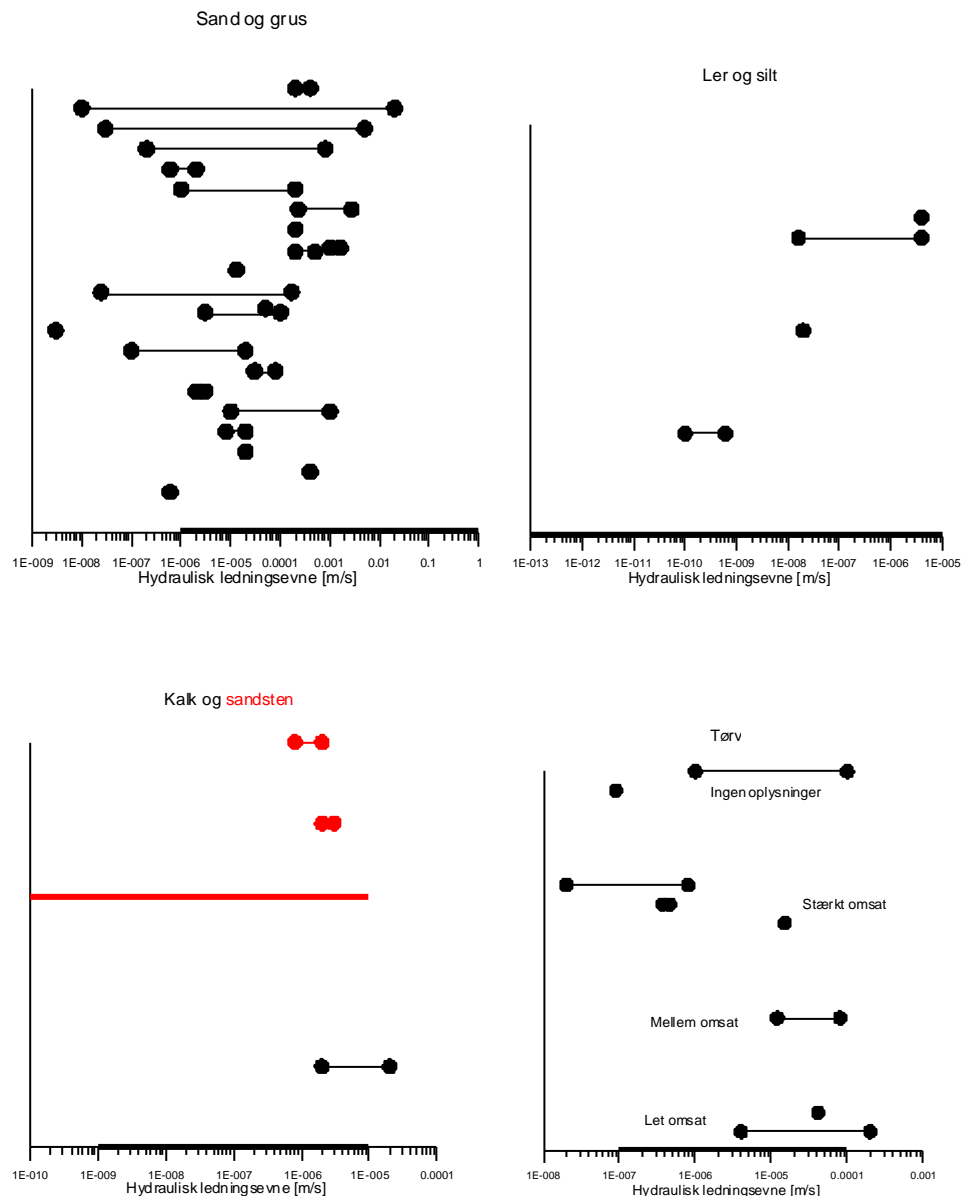 Sand og grus
1E-009 1E-008 1E-007 1E-006 1E-005 0.0001 0.001 0.01 0.1 1
Hydraulisk ledningsevne [m/s]
Ler og silt
1E-013 1E-012 1E-011 1E-010 1E-009 1E-008 1E-007 1E-006 1E-005
Hydraulisk ledningsevne [m/s]
Kalk og sandsten
1E-010 1E-009 1E-008 1E-007 1E-006 1E-005 0.0001
Hydraulisk ledningsevne [m/s]
Tørv
Ingen oplysninger
Stærkt omsat
Mellem omsat
Let omsat
1E-008 1E-007 1E-006 1E-005 0.0001 0.001
Hydraulisk ledningsevne [m/s]